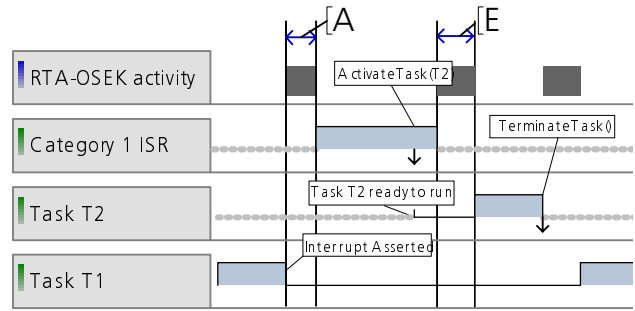 [A
[E
RTA-OSEK activity
ActivateTask(T2)
Category 1 ISR
TerminateTask()
Task T2 ready to run
Task T2
Interrupt Asserted
Task T1